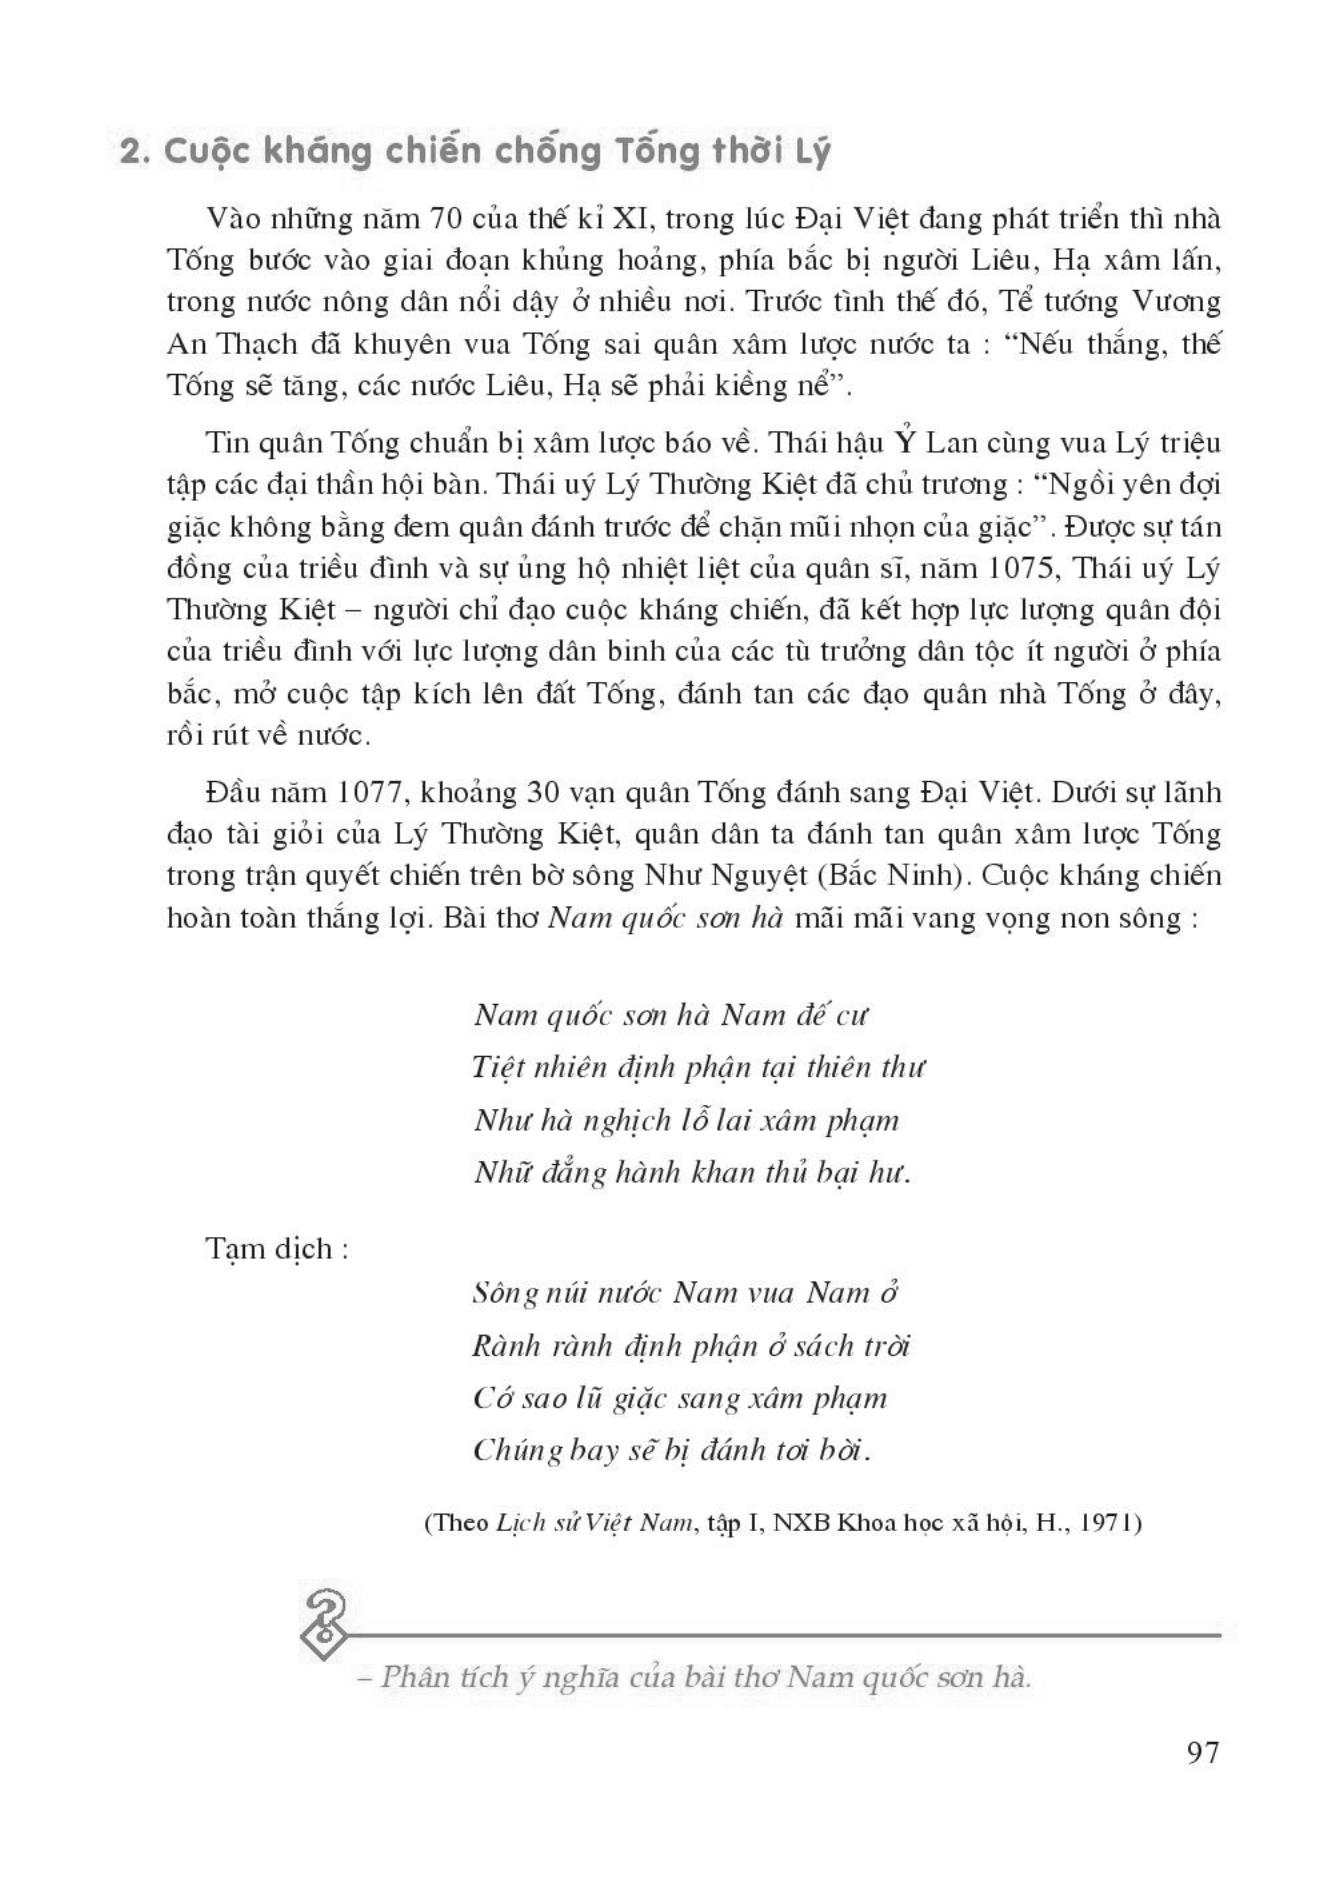 2. Cuộc kháng chiến chống Tống thời Lý
Vào những năm 70 của thế kỉ XI, trong lúc Đại Việt đang phát triển thì nhà
Tống bước vào giai đoạn khủng hoảng, phía bắc bị người Liêu, Hạ xâm lấn,
trong nước nông dân nổi dậy ở nhiều nơi. Trước tình thế đó, Tể tướng Vương
An Thạch đã khuyên vua Tống sai quân xâm lược nước ta : “Nếu thắng, thế
Tống sẽ tăng, các nước Liêu, Hạ sẽ phải kiềng nể”.
Tin quân Tống chuẩn bị xâm lược báo về. Thái hậu Ỷ Lan cùng vua Lý triệu
tập các đại thần hội bàn. Thái uý Lý Thường Kiệt đã chủ trương : “Ngồi yên đợi
giặc không bằng đem quân đánh trước để chặn mũi nhọn của giặc”. Được sự tán
đồng của triều đình và sự ủng hộ nhiệt liệt của quân sĩ, năm 1075, Thái uý Lý
Thường Kiệt – người chỉ đạo cuộc kháng chiến, đã kết hợp lực lượng quân đội
của triều đình với lực lượng dân binh của các tù trưởng dân tộc ít người ở phía
bắc, mở cuộc tập kích lên đất Tống, đánh tan các đạo quân nhà Tống ở đây,
rồi rút về nước.
Đầu năm 1077, khoảng 30 vạn quân Tống đánh sang Đại Việt. Dưới sự lãnh
đạo tài giỏi của Lý Thường Kiệt, quân dân ta đánh tan quân xâm lược Tống
trong trận quyết chiến trên bờ sông Như Nguyệt (Bắc Ninh). Cuộc kháng chiến
hoàn toàn thắng lợi. Bài thơ Nam quốc sơn hà mãi mãi vang vọng non sông :
Nam quốc sơn hà Nam đế cư
Tiệt nhiên định phận tại thiên thư
Như hà nghịch lỗ lai xâm phạm
Nhữ đẳng hành khan thủ bại hư.
Tạm dịch :
Sông núi nước Nam vua Nam ở
Rành rành định phận ở sách trời
Cớ sao lũ giặc sang xâm phạm
Chúng bay sẽ bị đánh tơi bời.
(Theo Lịch sử Việt Nam, tập I, NXB Khoa học xã hội, H., 1971)
– Phân tích ý nghĩa của bài thơ Nam quốc sơn hà.
97